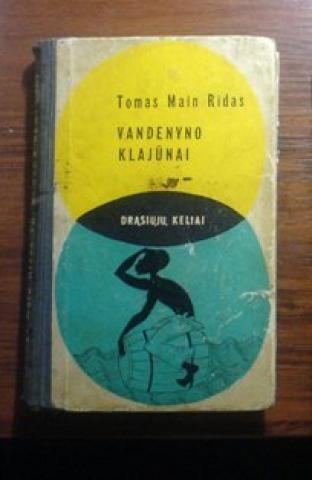 Tomas Main Ridas
VANDENYNO
KLAJŪNAI
DRĄSIŲJŲ KELIAI